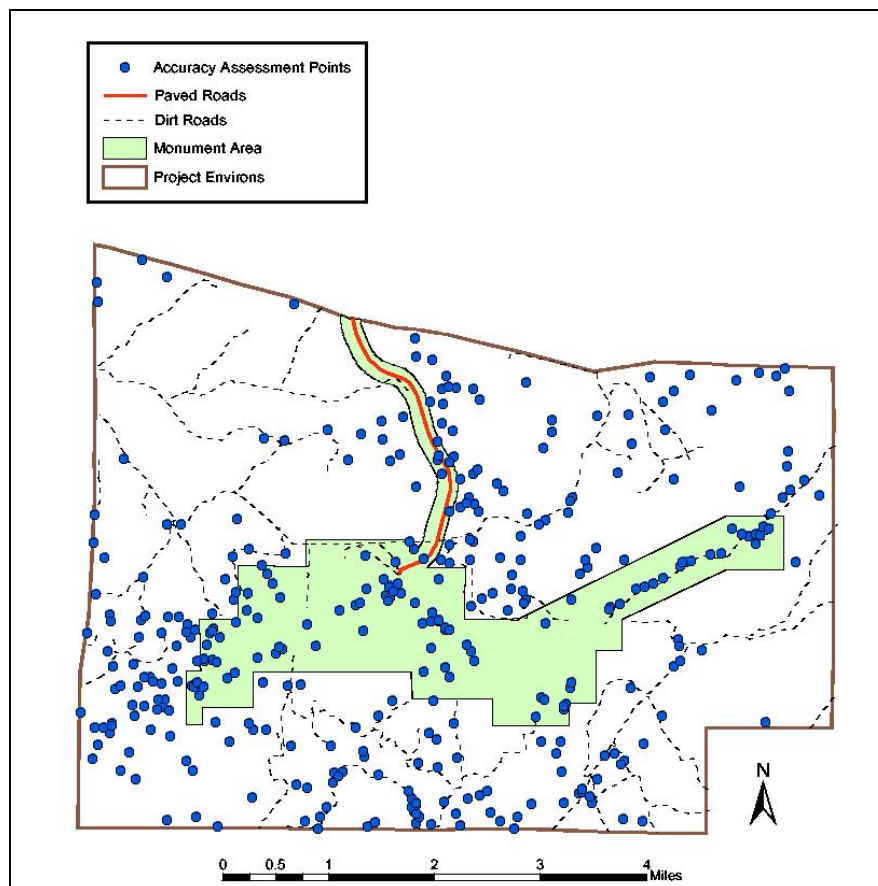 Accuracy Assessment Points
Paved Roads
Dirt Roads
Monument Area
Project Environs
N
0 0.5 1 2 3 4
Miles